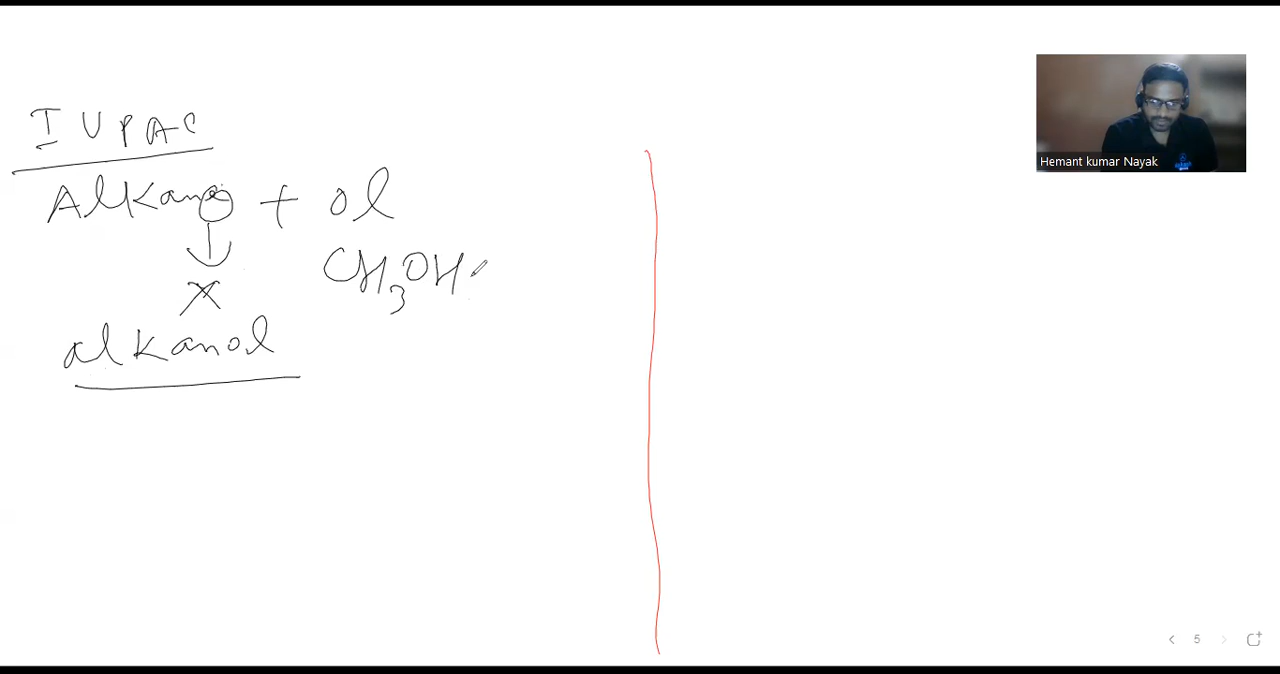 IUPAC
Alkane + ol
↓
X
CH3OH
alkanol
Hemant kumar Nayak
5